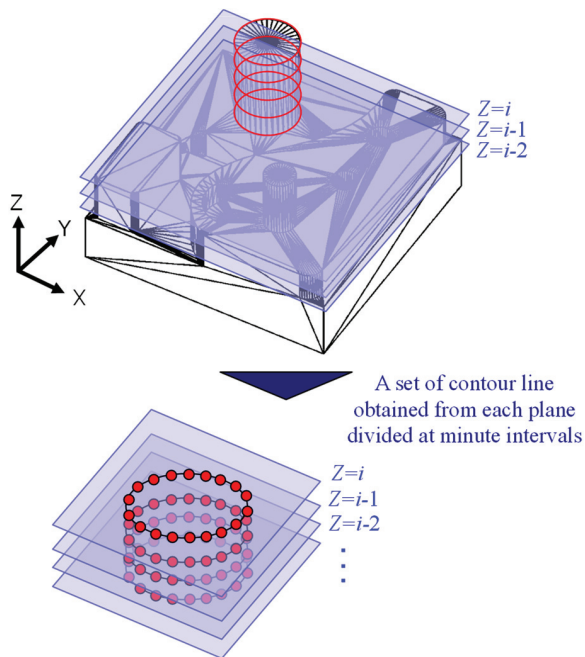 Z=i
Z=i-1
Z=i-2
Z
Y
X
A set of contour line
obtained from each plane
divided at minute intervals
Z=i
Z=i-1
Z=i-2